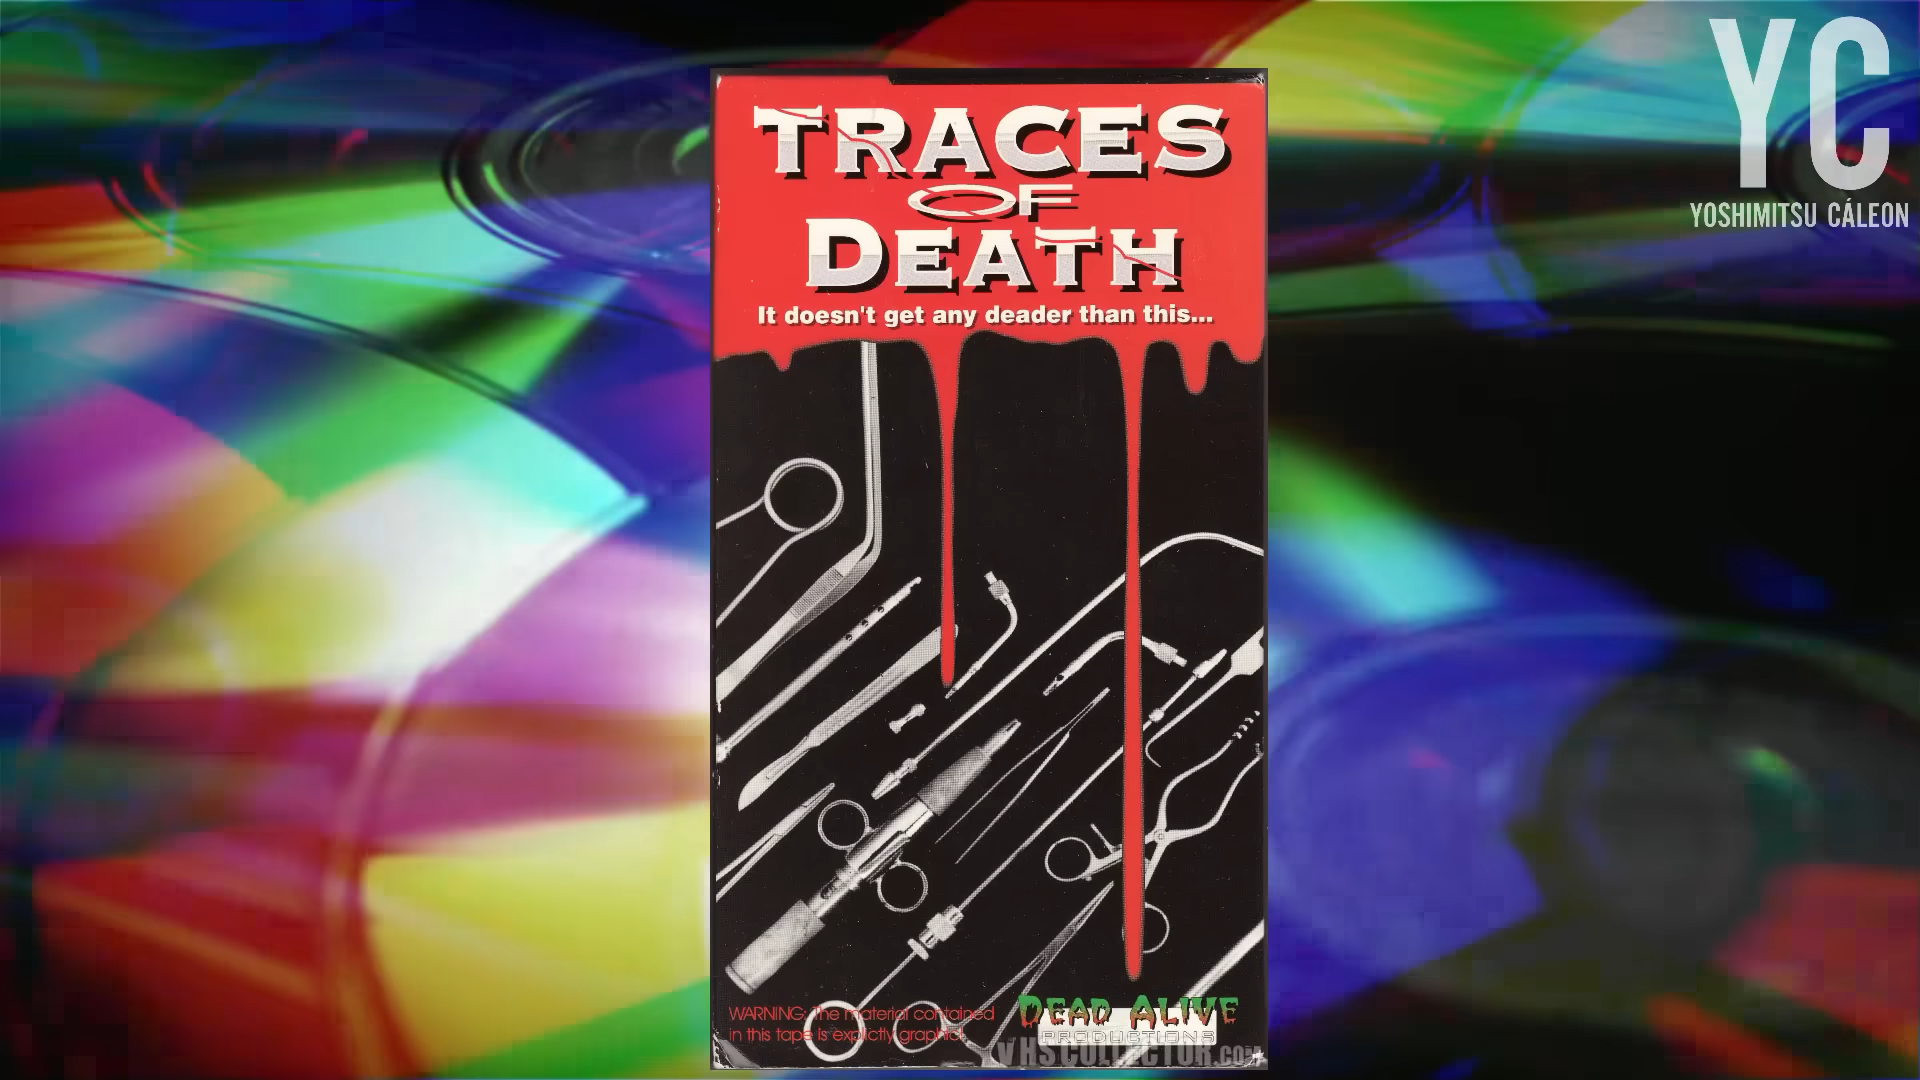 YC
YOSHIMITSU CÁLEON
TRACES
OF
DEATH
It doesn't get any deader than this...
WARNING: The material contained
in this tape is explictly graphic!
DEAD ALIVE
PRODUCTIONS
VHSCOLLECTOR.COM